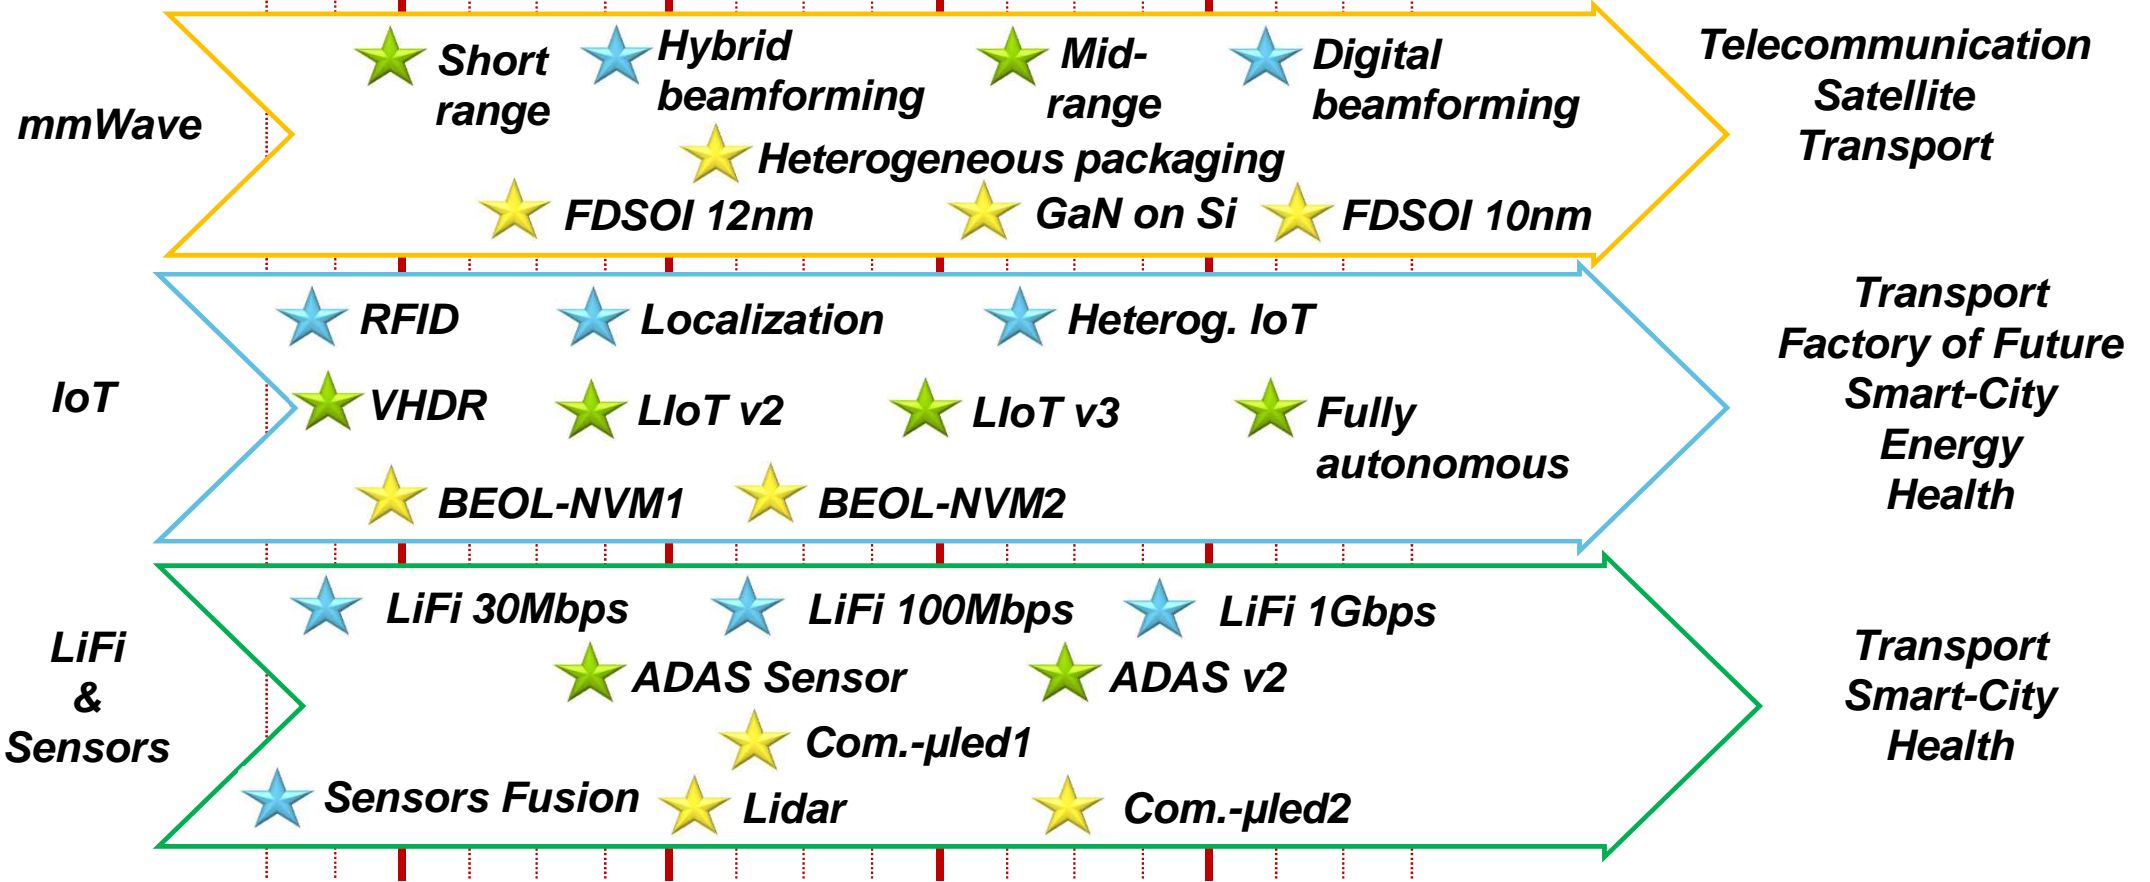 mmWave
Short
range
Hybrid
beamforming
Mid-
range
Digital
beamforming
Heterogeneous packaging
FDSOI 12nm
GaN on Si
FDSOI 10nm
Telecommunication
Satellite
Transport
IoT
RFID
Localization
Heterog. IoT
VHDR
LIoT v2
LIoT v3
Fully
autonomous
BEOL-NVM1
BEOL-NVM2
Transport
Factory of Future
Smart-City
Energy
Health
LiFi
&
Sensors
LiFi 30Mbps
LiFi 100Mbps
LiFi 1Gbps
ADAS Sensor
ADAS v2
Com.-µled1
Sensors Fusion
Lidar
Com.-µled2
Transport
Smart-City
Health